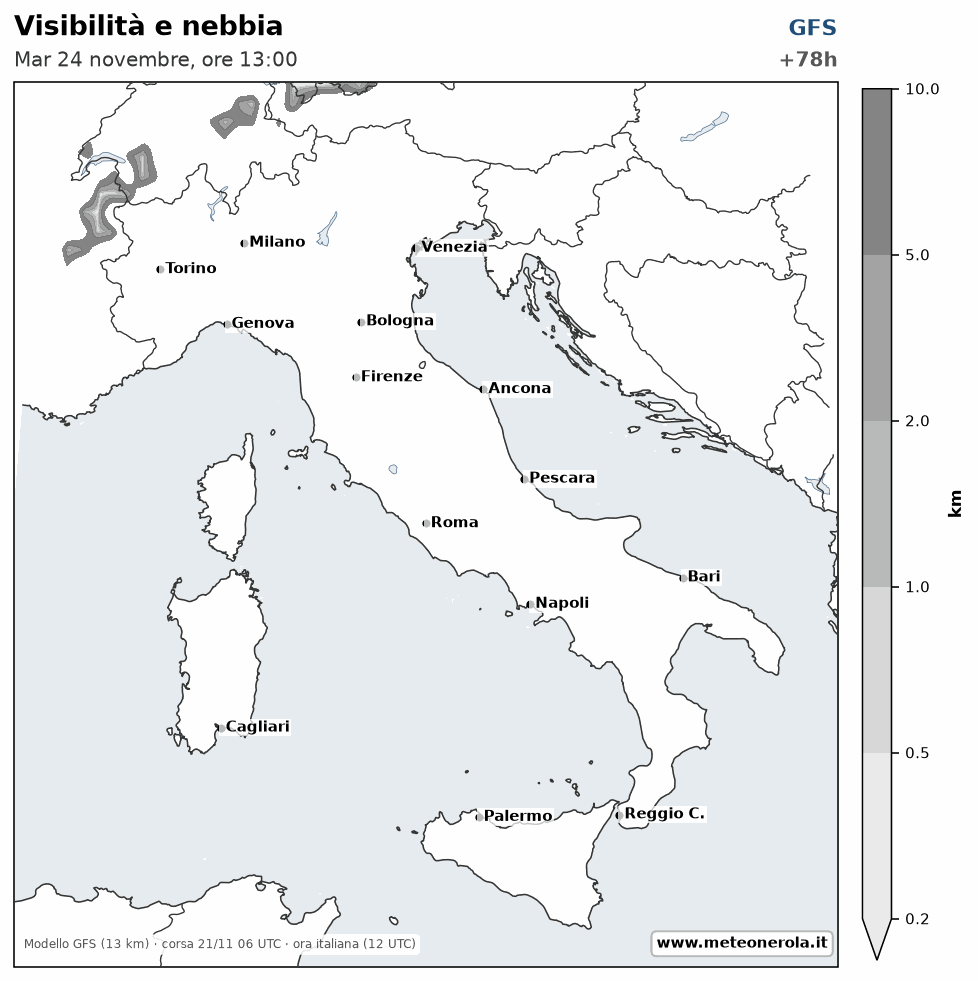 Visibilità e nebbia
GFS
Mar 24 novembre, ore 13:00
+78h
10.0
5.0
2.0
1.0
0.5
0.2
km
Milano
Venezia
Torino
Genova
Bologna
Firenze
Ancona
Pescara
Roma
Bari
Napoli
Cagliari
Palermo
Reggio C.
Modello GFS (13 km) · corsa 21/11 06 UTC · ora italiana (12 UTC)
www.meteonerola.it